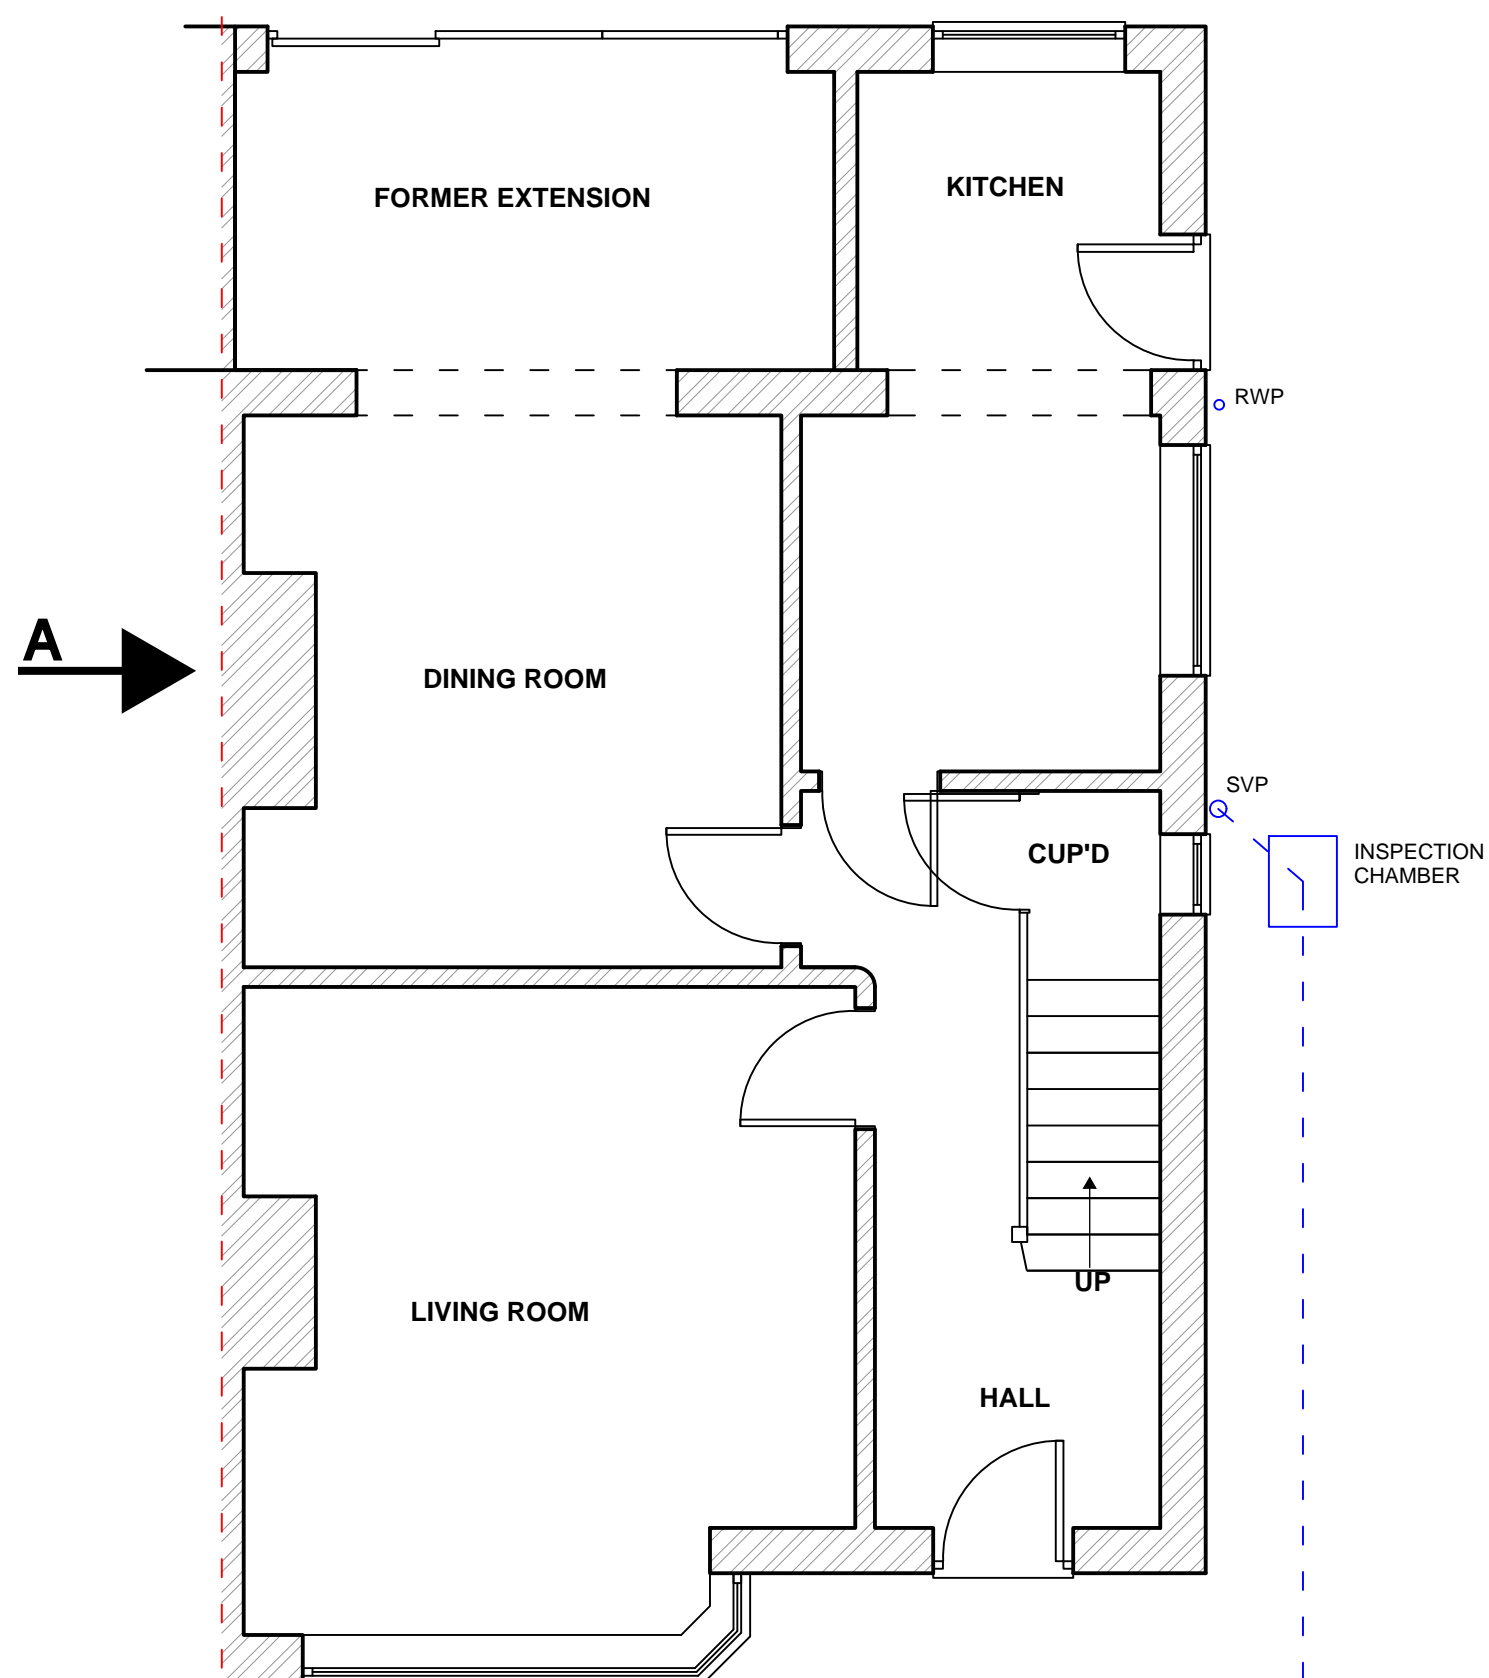 FORMER EXTENSION
KITCHEN
RWP
A
DINING ROOM
SVP
CUP'D
INSPECTION
CHAMBER
UP
LIVING ROOM
HALL